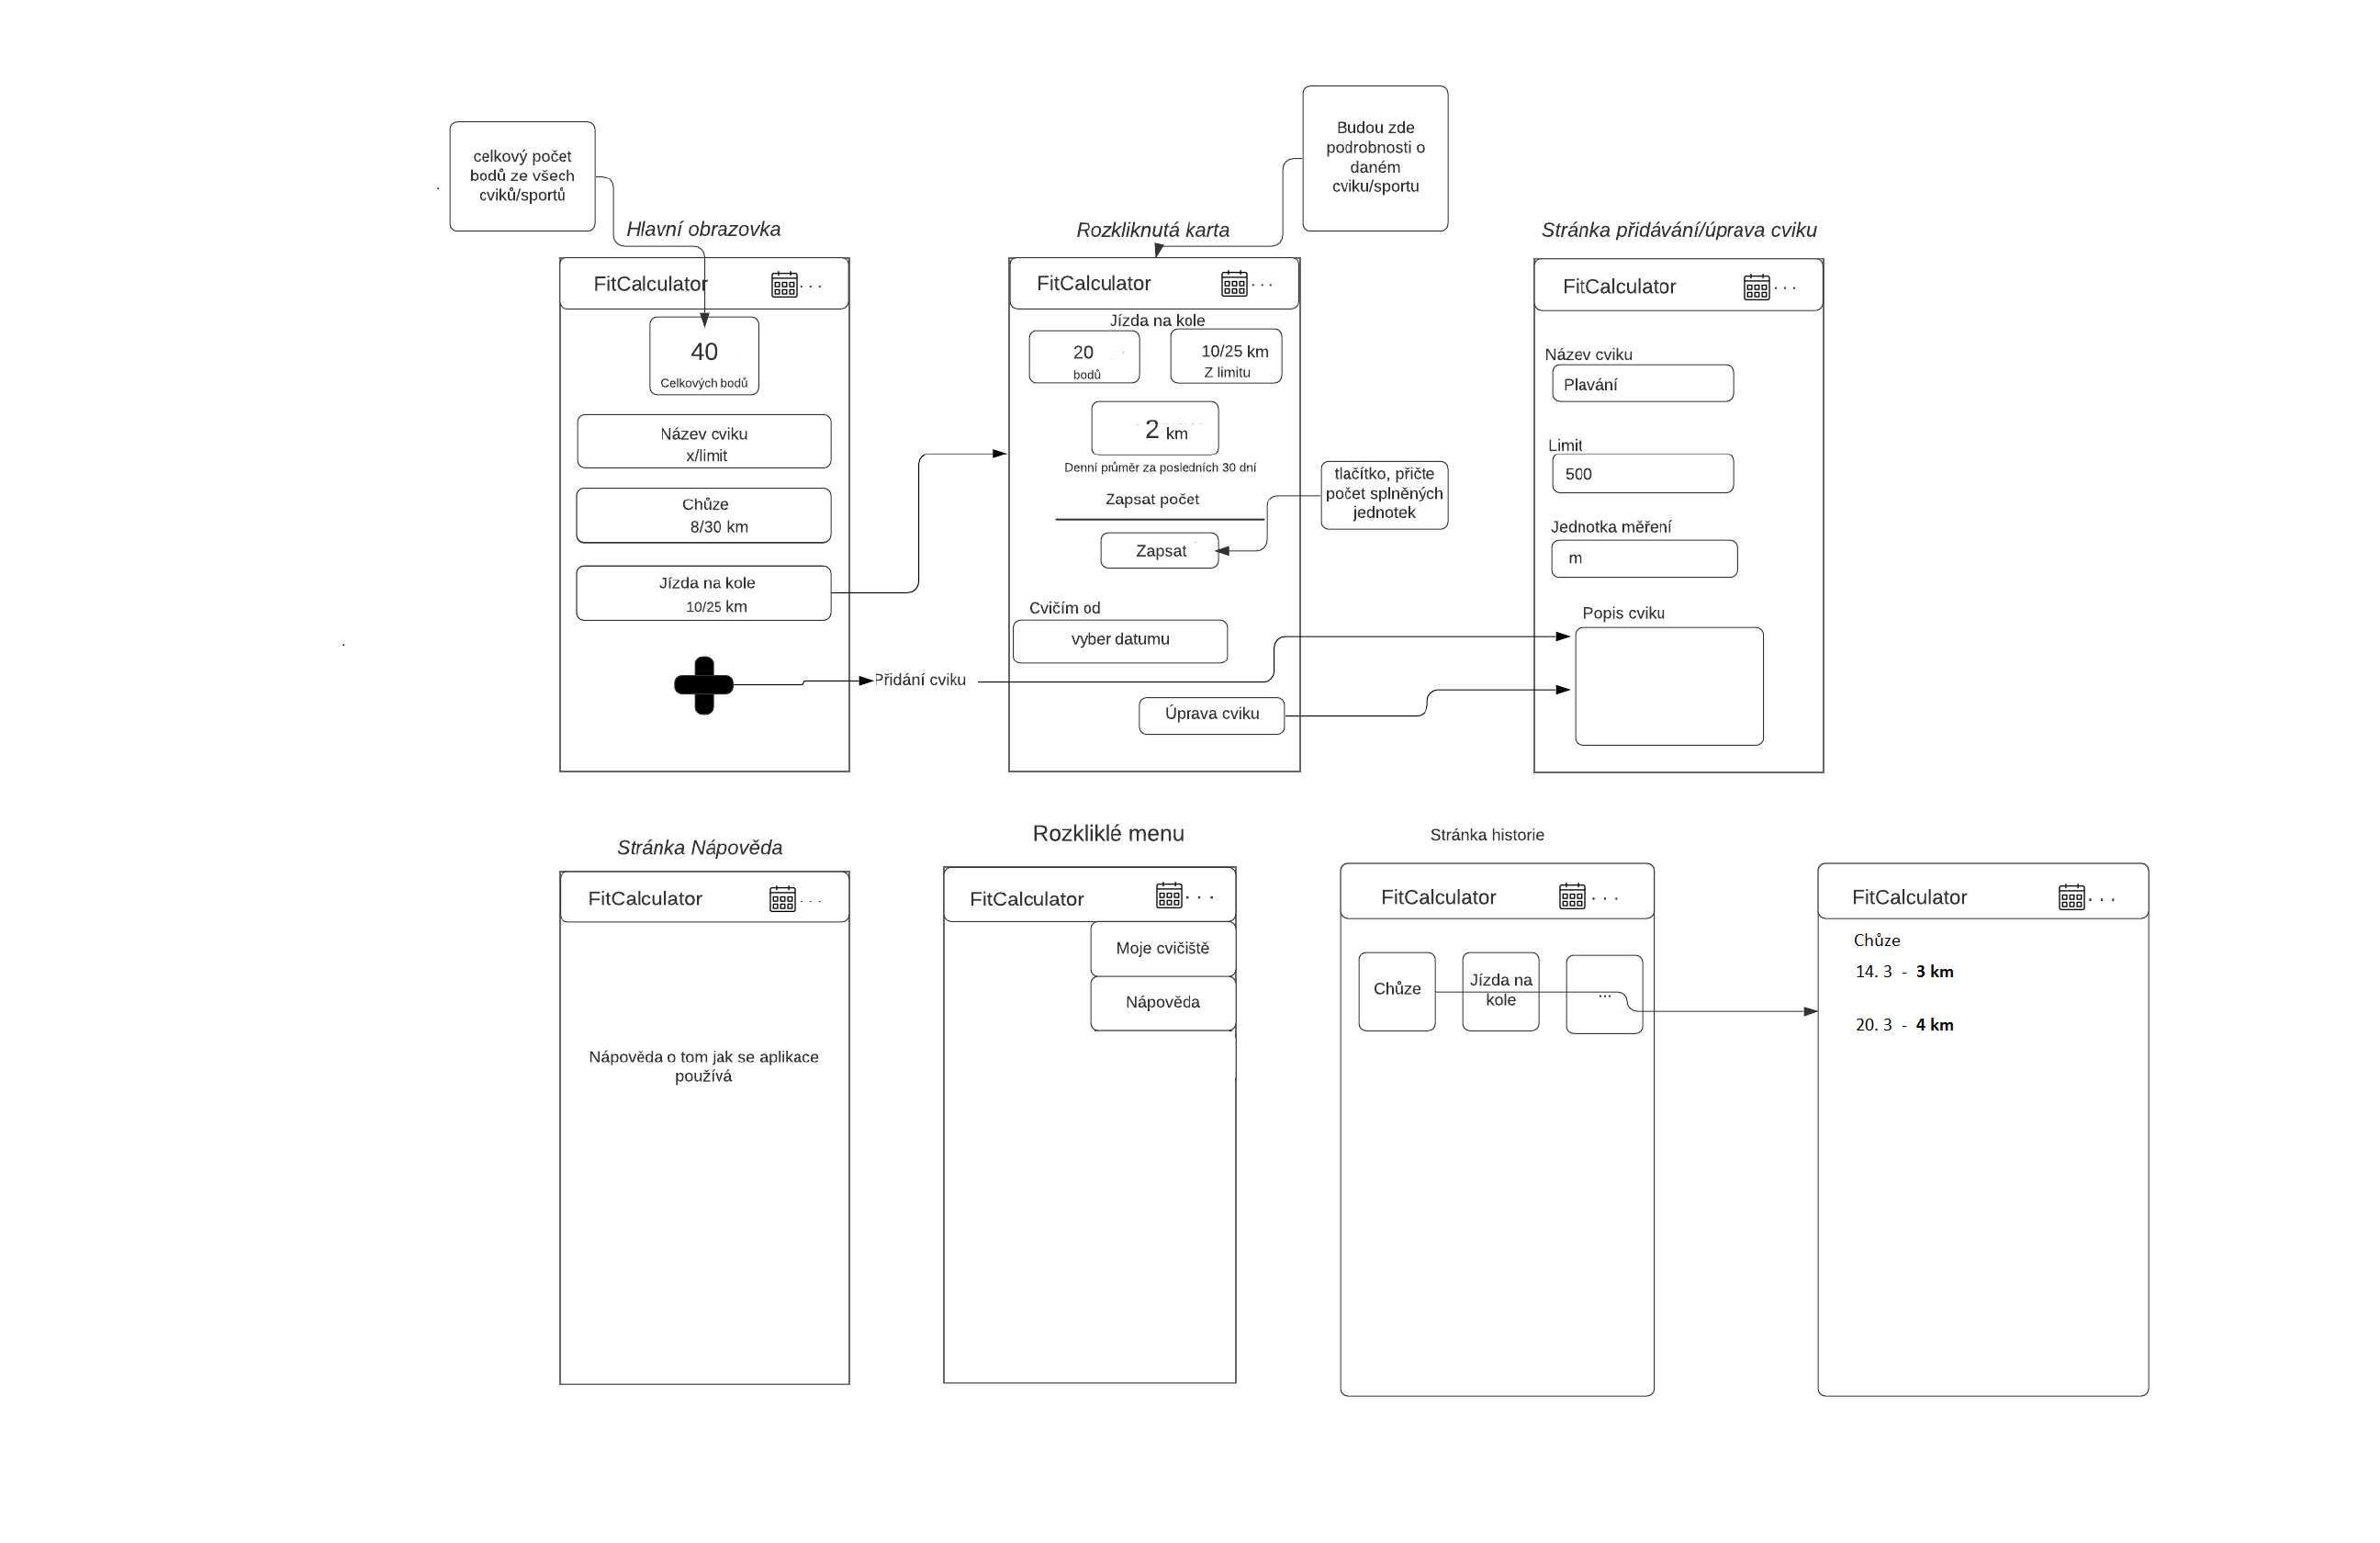 celkový počet
bodů ze všech
cviků/sportů
Budou zde
podrobnosti o
daném
cviku/sportu
Hlavní obrazovka
FitCalculator
...
40
Celkových bodů
Název cviku
x/limit
Chůze
8/30 km
Jízda na kole
10/25 km
Přidání cviku
Rozkliknutá karta
FitCalculator
...
Jízda na kole
20
bodů
10/25 km
Z limitu
2 km
Denní průměr za posledních 30 dní
Zapsat počet
Zapsat
tlačítko, přičte
počet splněných
jednotek
Cvičím od
vyber datumu
Úprava cviku
Stránka přidávání/úprava cviku
FitCalculator
...
Název cviku
Plavání
Limit
500
Jednotka měření
m
Popis cviku
Stránka Nápověda
FitCalculator
...
Nápověda o tom jak se aplikace
používá
Rozkliklé menu
FitCalculator
...
Moje cvičiště
Nápověda
Stránka historie
FitCalculator
...
Chůze
Jízda na
kole
...
FitCalculator
...
Chůze
14. 3 - 3 km
20. 3 - 4 km